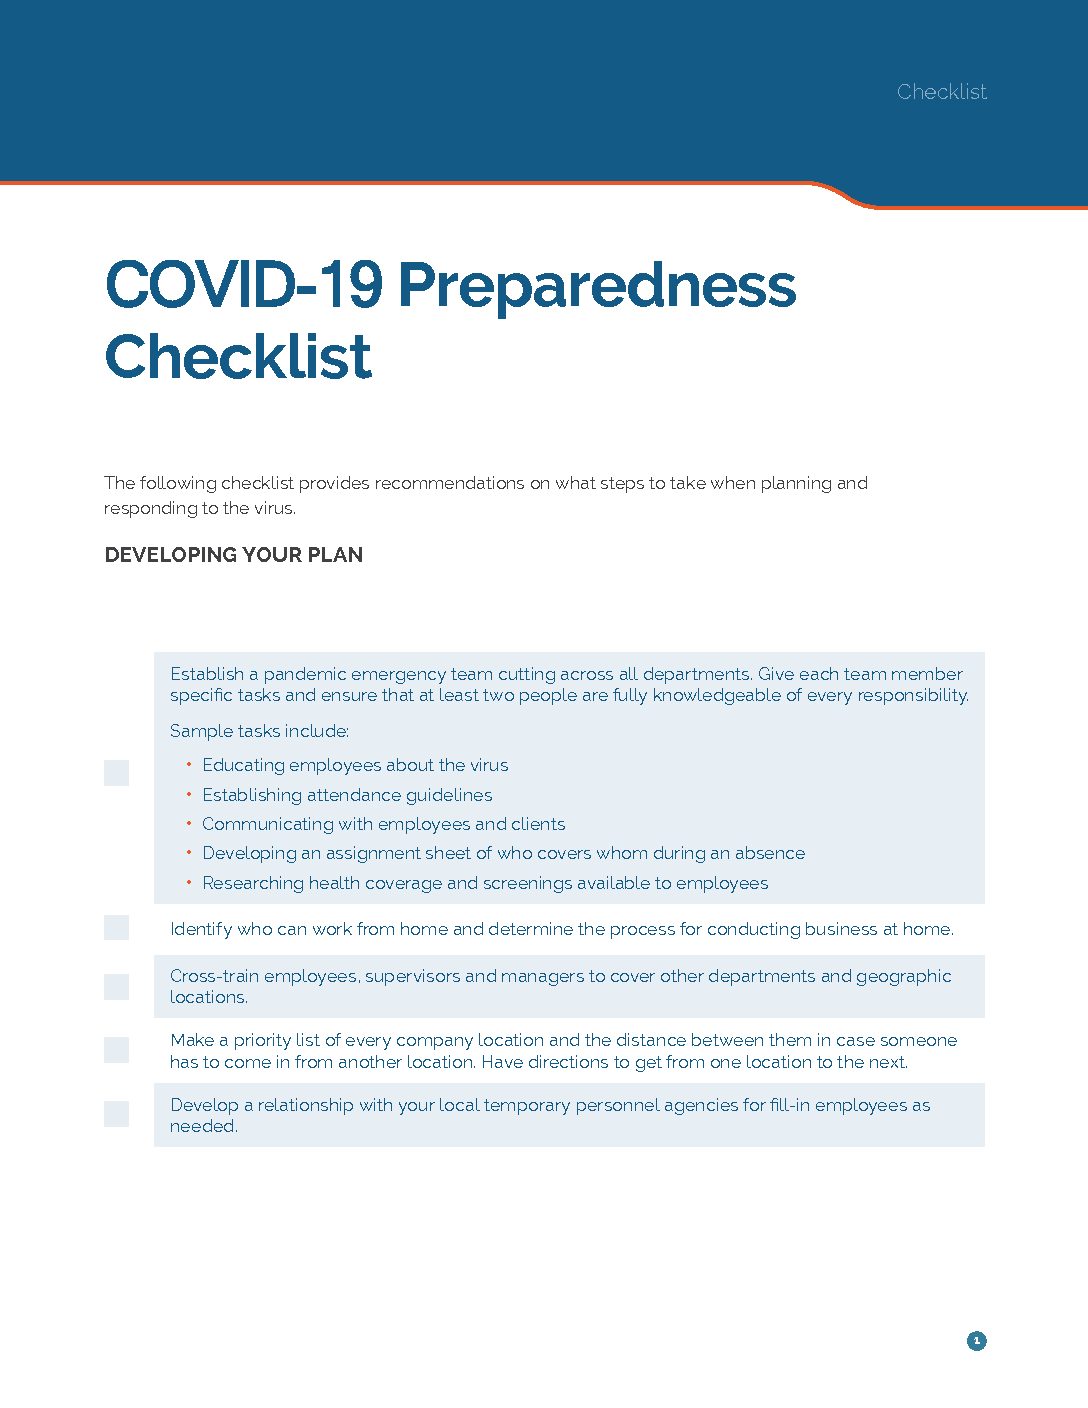 Checklist
COVID-19 Preparedness
Checklist
The following checklist provides recommendations on what steps to take when planning and
responding to the virus.
DEVELOPING YOUR PLAN
Establish a pandemic emergency team cutting across all departments. Give each team member
specific tasks and ensure that at least two people are fully knowledgeable of every responsibility.
Sample tasks include:
• Educating employees about the virus
• Establishing attendance guidelines
• Communicating with employees and clients
• Developing an assignment sheet of who covers whom during an absence
• Researching health coverage and screenings available to employees
Identify who can work from home and determine the process for conducting business at home.
Cross-train employees, supervisors and managers to cover other departments and geographic
locations.
Make a priority list of every company location and the distance between them in case someone
has to come in from another location. Have directions to get from one location to the next.
Develop a relationship with your local temporary personnel agencies for fill-in employees as
needed.
1